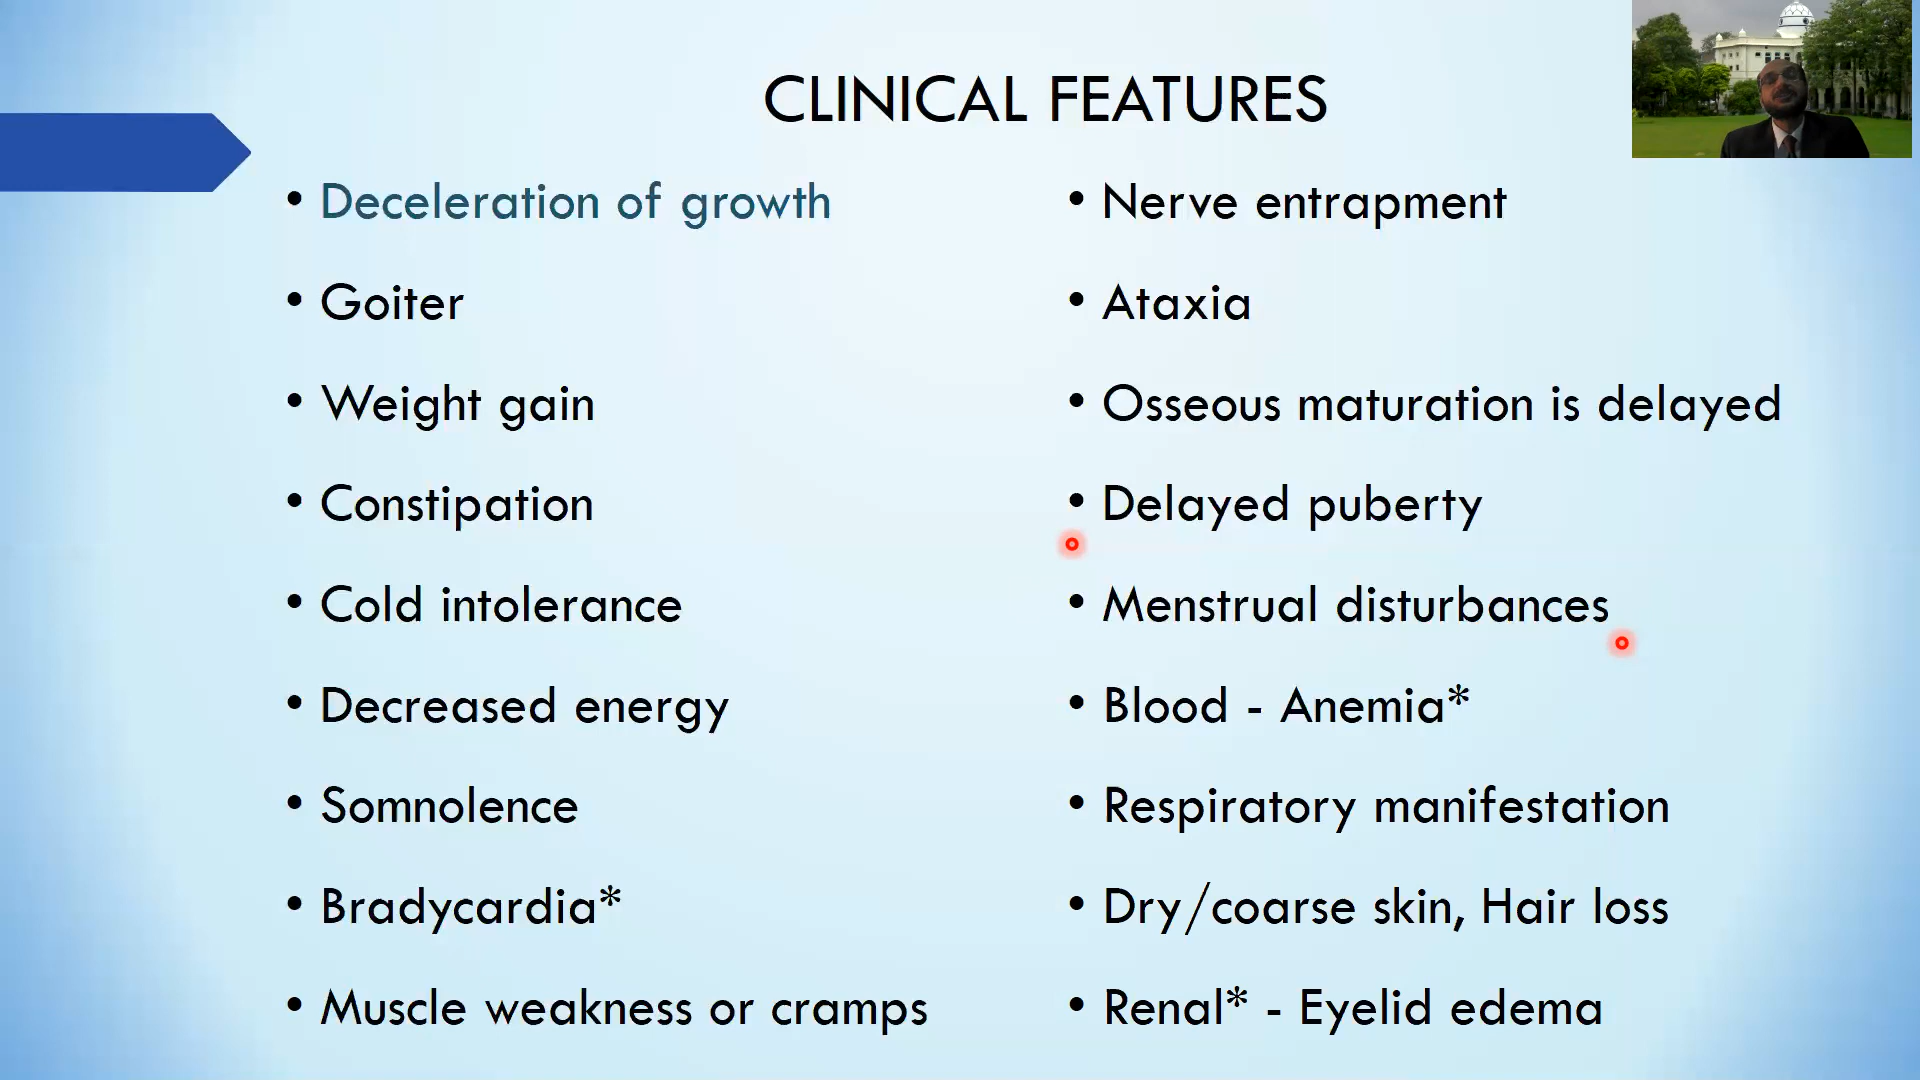 CLINICAL FEATURES
• Deceleration of growth
• Goiter
• Weight gain
• Constipation
• Cold intolerance
• Decreased energy
• Somnolence
• Bradycardia*
• Muscle weakness or cramps
• Nerve entrapment
• Ataxia
• Osseous maturation is delayed
• Delayed puberty
• Menstrual disturbances
• Blood - Anemia*
• Respiratory manifestation
• Dry/coarse skin, Hair loss
• Renal* - Eyelid edema